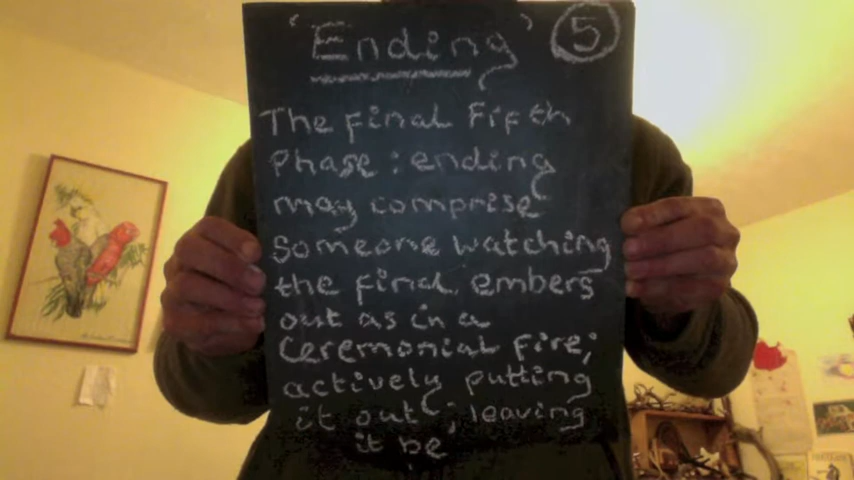 'Ending' 5
The final Fifth
Phase : ending
may comprise
someone watching
the final embers
out as in a
ceremonial fire;
actively putting
it out ; leaving
it be